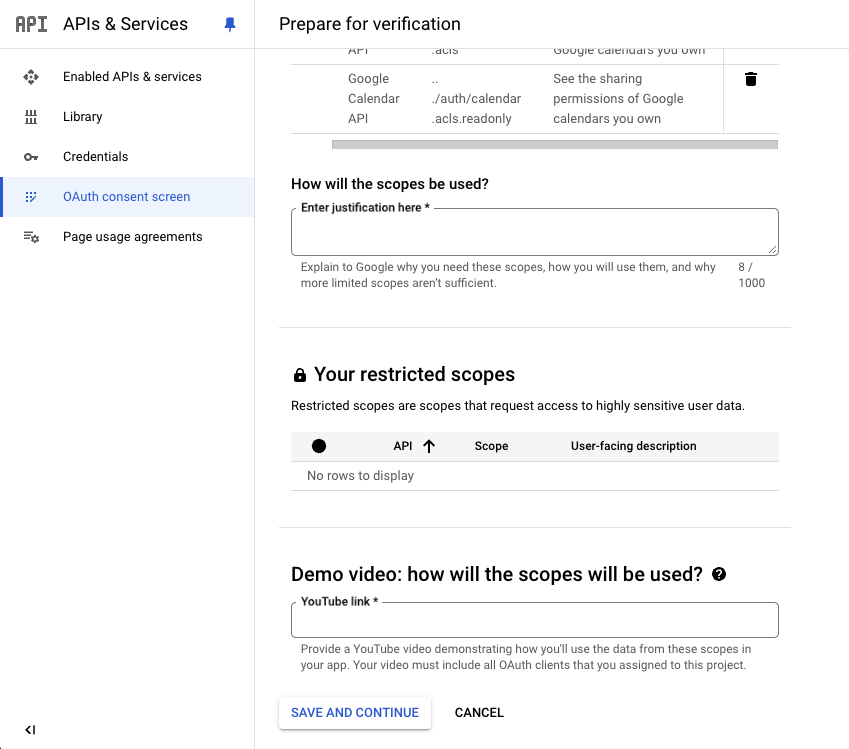 API APIs & Services
Prepare for verification
Enabled APIs & services
Library
Credentials
OAuth consent screen
Page usage agreements
API .acls Google calendars you own
Google .. See the sharing
Calendar ./auth/calendar permissions of Google
API .acls.readonly calendars you own
How will the scopes be used?
Enter justification here *
Explain to Google why you need these scopes, how you will use them, and why 8 /
more limited scopes aren't sufficient. 1000
Your restricted scopes
Restricted scopes are scopes that request access to highly sensitive user data.
API Scope User-facing description
No rows to display
Demo video: how will the scopes will be used?
YouTube link *
Provide a YouTube video demonstrating how you'll use the data from these scopes in
your app. Your video must include all OAuth clients that you assigned to this project.
SAVE AND CONTINUE CANCEL